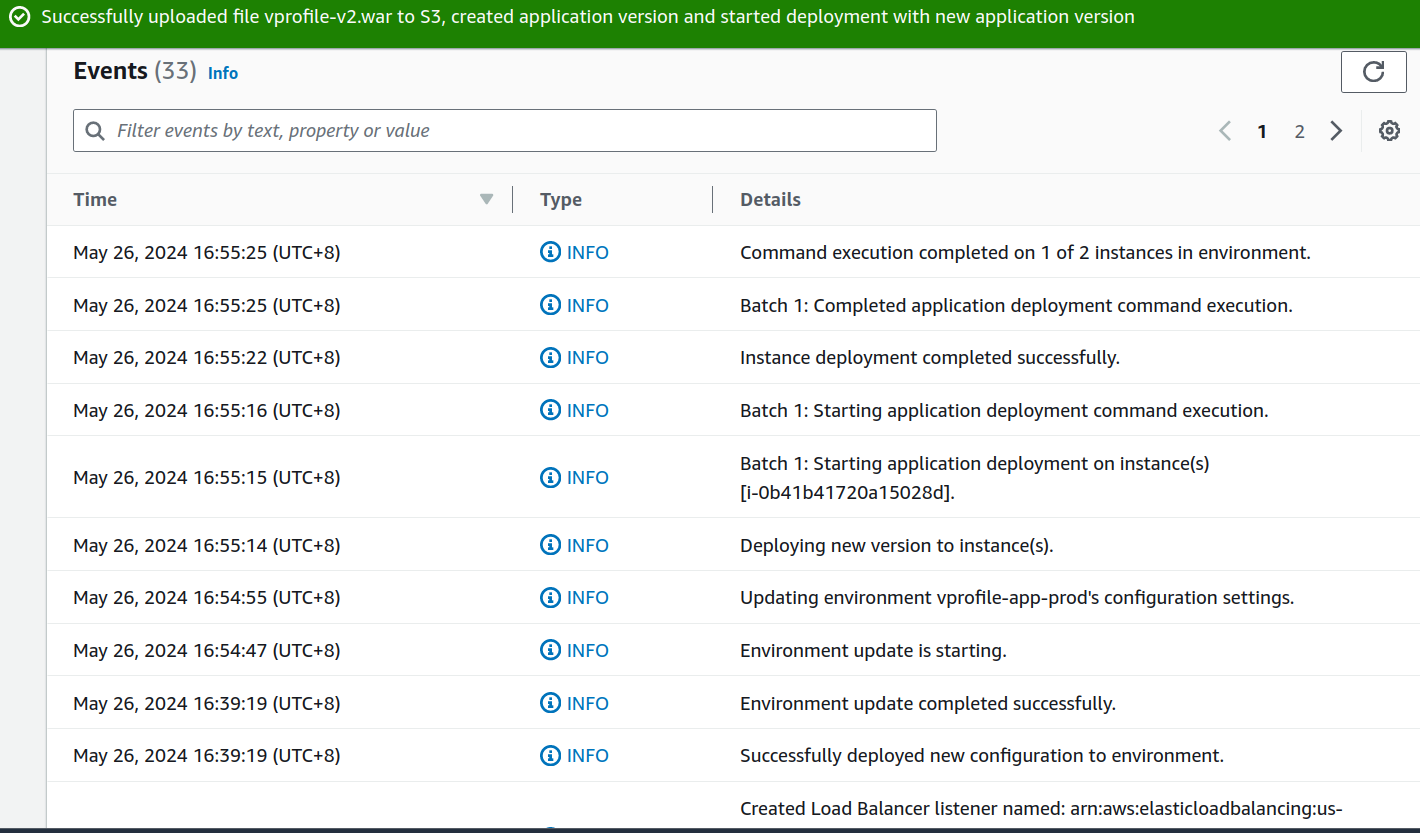 Successfully uploaded file vprofile-v2.war to S3, created application version and started deployment with new application version
Events (33) Info
Filter events by text, property or value
1 2
Time Type Details
May 26, 2024 16:55:25 (UTC+8) INFO Command execution completed on 1 of 2 instances in environment.
May 26, 2024 16:55:25 (UTC+8) INFO Batch 1: Completed application deployment command execution.
May 26, 2024 16:55:22 (UTC+8) INFO Instance deployment completed successfully.
May 26, 2024 16:55:16 (UTC+8) INFO Batch 1: Starting application deployment command execution.
May 26, 2024 16:55:15 (UTC+8) INFO Batch 1: Starting application deployment on instance(s)
[i-0b41b41720a15028d].
May 26, 2024 16:55:14 (UTC+8) INFO Deploying new version to instance(s).
May 26, 2024 16:54:55 (UTC+8) INFO Updating environment vprofile-app-prod's configuration settings.
May 26, 2024 16:54:47 (UTC+8) INFO Environment update is starting.
May 26, 2024 16:39:19 (UTC+8) INFO Environment update completed successfully.
May 26, 2024 16:39:19 (UTC+8) INFO Successfully deployed new configuration to environment.
Created Load Balancer listener named: arn:aws:elasticloadbalancing:us-